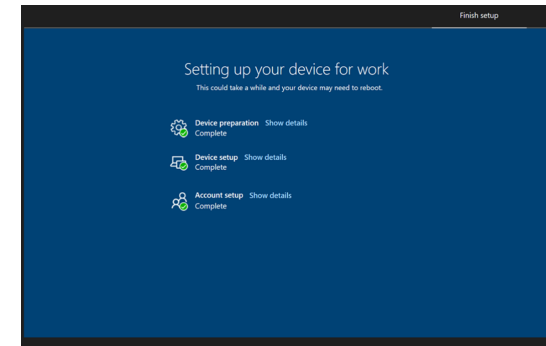 Finish setup
Setting up your device for work
This could take a while and your device may need to reboot.
Device preparation Show details
Complete
Device setup Show details
Complete
Account setup Show details
Complete